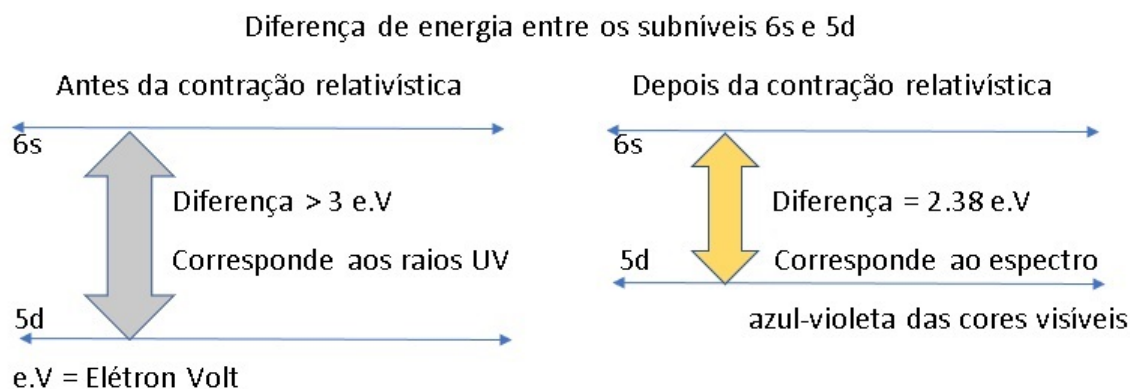 Diferença de energia entre os subníveis 6s e 5d
Antes da contração relativística
6s
Diferença > 3 e.V
Corresponde aos raios UV
5d
e.V = Elétron Volt
Depois da contração relativística
6s
Diferença = 2.38 e.V
5d Corresponde ao espectro
azul-violeta das cores visíveis